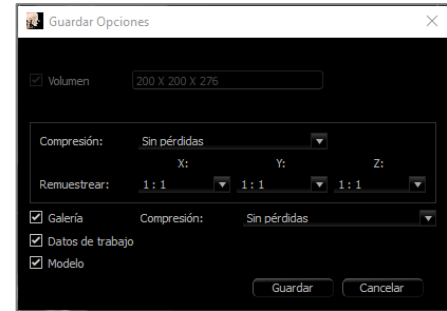 Guardar Opciones
Volumen 200 X 200 X 276
Compresión: Sin pérdidas
X: Y: Z:
Remuestrear: 1 : 1 1 : 1 1 : 1
Galería Compresión: Sin pérdidas
Datos de trabajo
Modelo
Guardar Cancelar